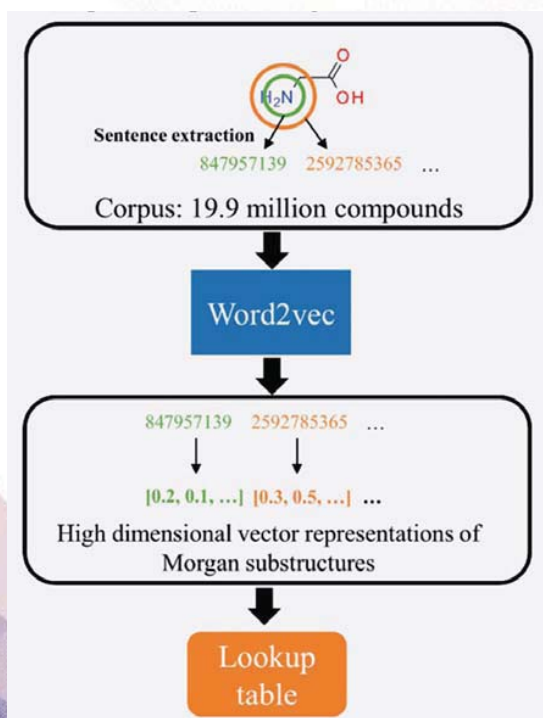 O
H₂N
OH
Sentence extraction
847957139 2592785365 ...
Corpus: 19.9 million compounds
Word2vec
847957139 2592785365 ...
[0.2, 0.1, ...] [0.3, 0.5, ...] ...
High dimensional vector representations of
Morgan substructures
Lookup
table